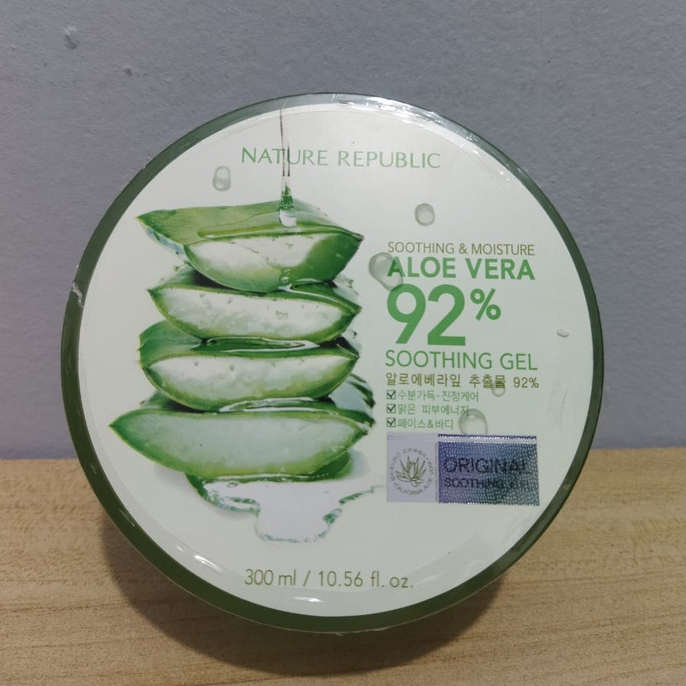 NATURE REPUBLIC
SOOTHING & MOISTURE
ALOE VERA
92%
SOOTHING GEL
알로에베라잎 추출물 92%
수분가득·진정케어
맑은 피부에너지
페이스&바디
ORIGINAL
SOOTHING
300 ml / 10.56 fl. oz.